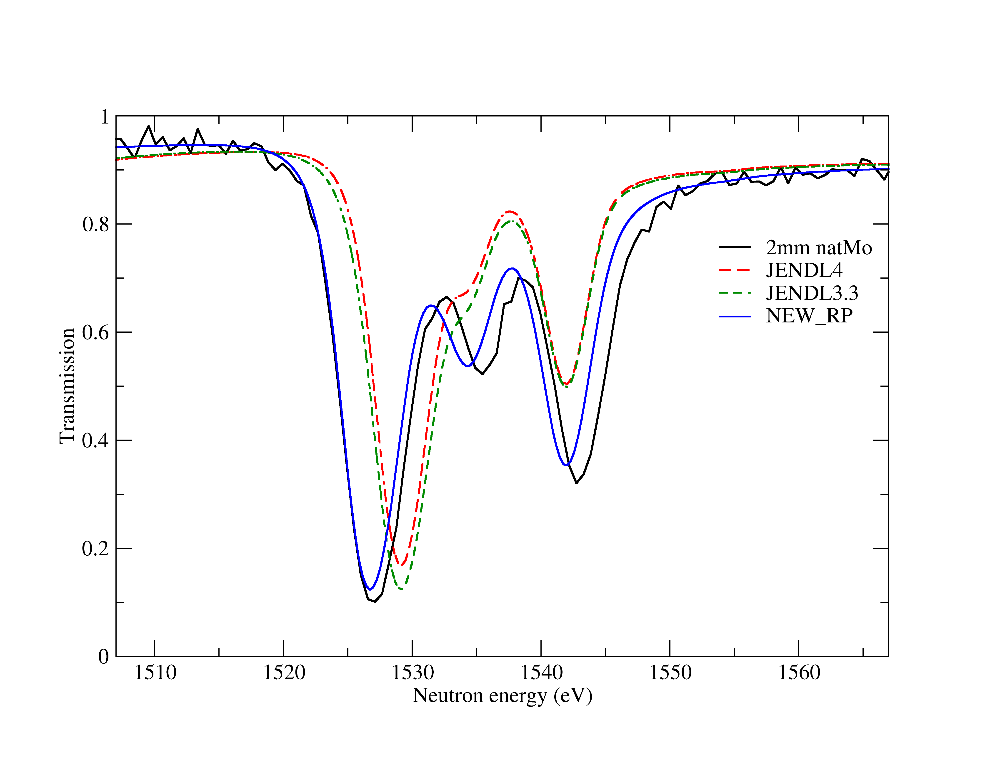 1
0.8
0.6
0.4
0.2
0
Transmission
2mm natMo
JENDL4
JENDL3.3
NEW_RP
1510 1520 1530 1540 1550 1560
Neutron energy (eV)